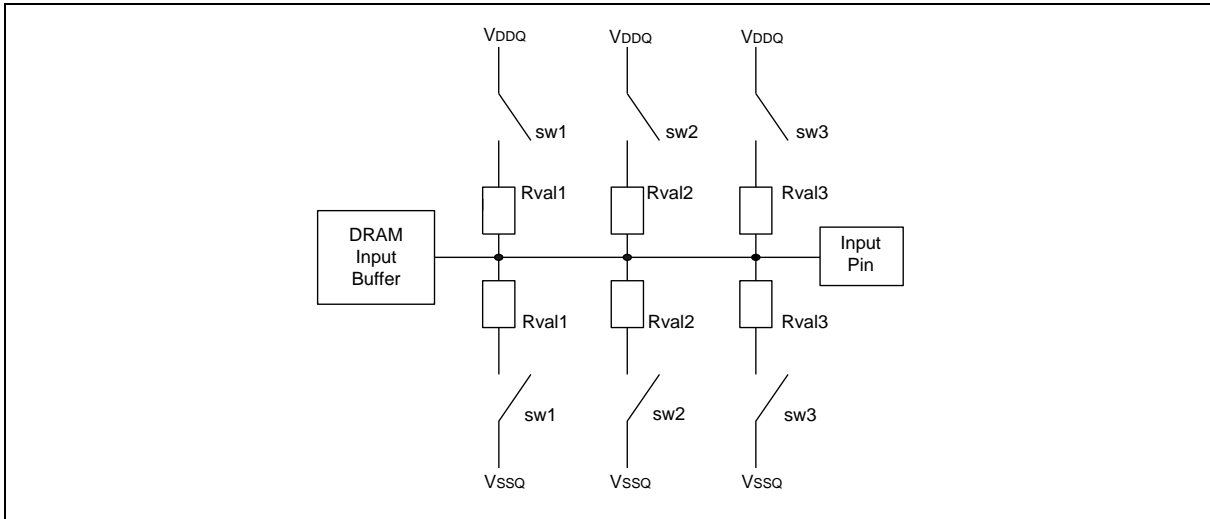 VDDQ VDDQ VDDQ
sw1 sw2 sw3
Rval1 Rval2 Rval3
DRAM
Input
Buffer
Input
Pin
Rval1 Rval2 Rval3
sw1 sw2 sw3
VSSQ VSSQ VSSQ